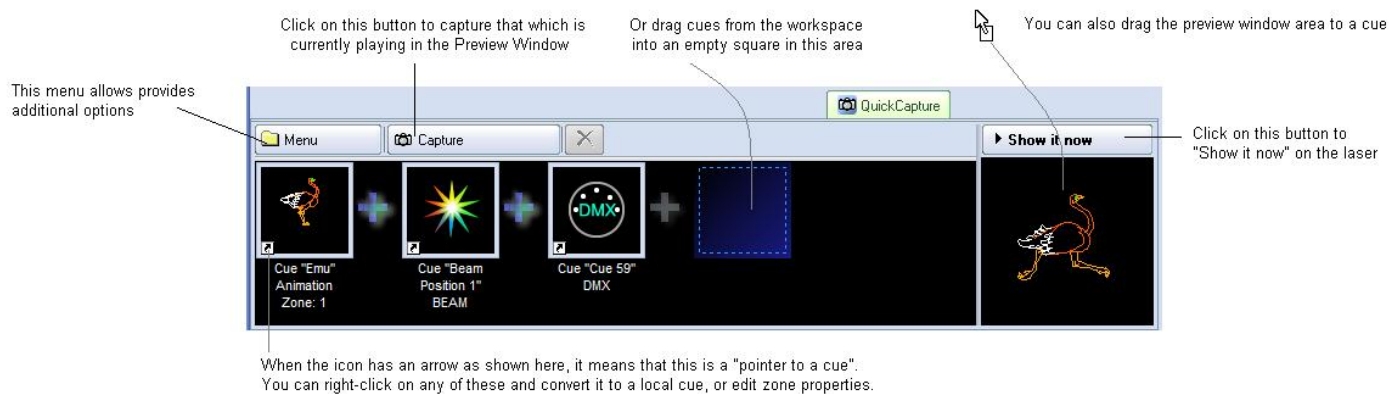 Click on this button to capture that which is
currently playing in the Preview Window
Or drag cues from the workspace
into an empty square in this area
You can also drag the preview window area to a cue
This menu allows provides
additional options
QuickCapture
Menu
Capture
Show it now
Click on this button to
"Show it now" on the laser
DMX
Cue "Emu"
Animation
Zone: 1
Cue "Beam
Position 1"
BEAM
Cue "Cue 59"
DMX
When the icon has an arrow as shown here, it means that this is a "pointer to a cue".
You can right-click on any of these and convert it to a local cue, or edit zone properties.